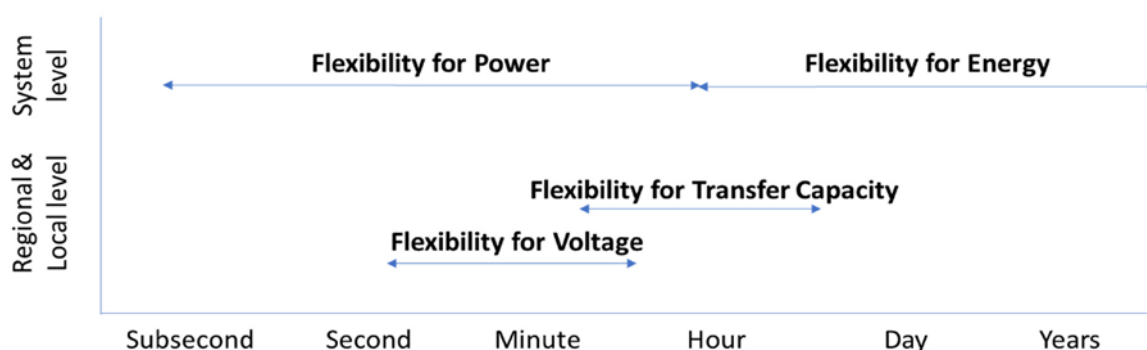 System
level
Flexibility for Power
Flexibility for Energy
Regional &
Local level
Flexibility for Transfer Capacity
Flexibility for Voltage
Subsecond Second Minute Hour Day Years